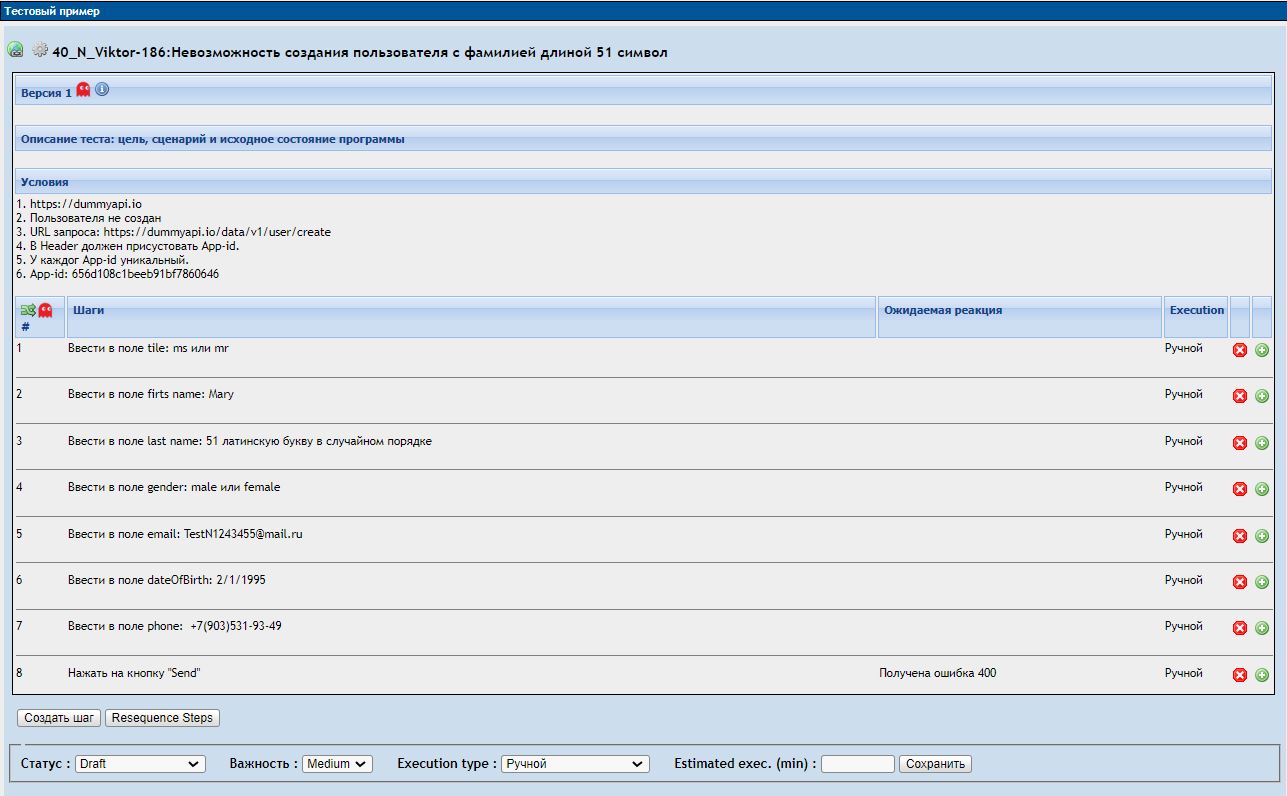 Тестовый пример
40_N_Viktor-186:Невозможность создания пользователя с фамилией длиной 51 символ
Версия 1
Описание теста: цель, сценарий и исходное состояние программы
Условия
1. https://dummyapi.io
2. Пользователя не создан
3. URL запроса: https://dummyapi.io/data/v1/user/create
4. В Header должен присустовать App-id.
5. У каждог App-id уникальный.
6. App-id: 656d108c1beeb91bf7860646
# Шаги Ожидаемая реакция Execution
1 Ввести в поле tile: ms или mr Ручной
2 Ввести в поле firts name: Mary Ручной
3 Ввести в поле last name: 51 латинскую букву в случайном порядке Ручной
4 Ввести в поле gender: male или female Ручной
5 Ввести в поле email: TestN1243455@mail.ru Ручной
6 Ввести в поле dateOfBirth: 2/1/1995 Ручной
7 Ввести в поле phone: +7(903)531-93-49 Ручной
8 Нажать на кнопку "Send" Получена ошибка 400 Ручной
Создать шаг Resequence Steps
Статус : Draft Важность : Medium Execution type : Ручной Estimated exec. (min) : Сохранить